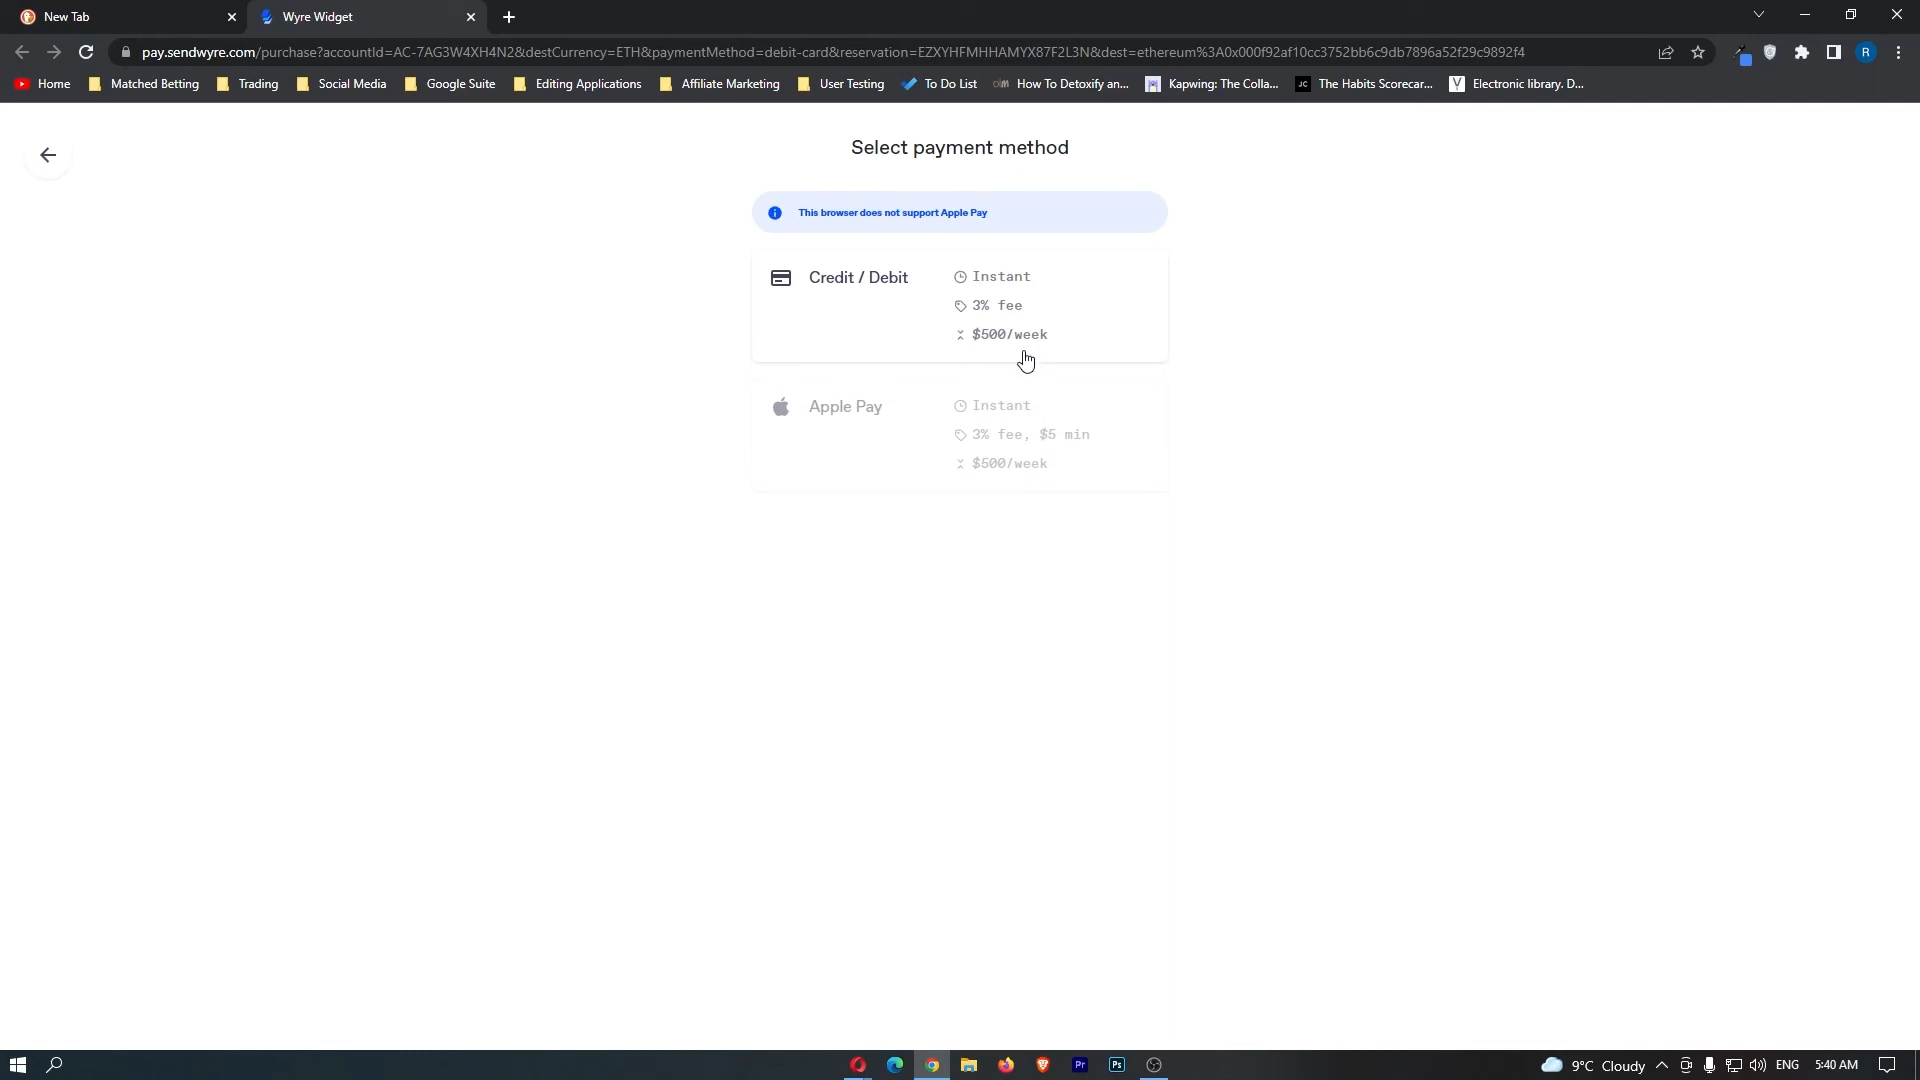 New Tab
Wyre Widget
pay.sendwyre.com/purchase?accountId=AC-7AG3W4XH4N2&destCurrency=ETH&paymentMethod=debit-card&reservation=EZXYHFMHHAMYX87F2L3N&dest=ethereum%3A0x000f92af10cc3752bb6c9db7896a52f29c9892f4
R
Home Matched Betting Trading Social Media Google Suite Editing Applications Affiliate Marketing User Testing To Do List How To Detoxify an... Kapwing: The Colla... JC The Habits Scorecar... Electronic library. D...
Select payment method
This browser does not support Apple Pay
Credit / Debit
Instant
3% fee
$500/week
Apple Pay
Instant
3% fee, $5 min
$500/week
Pr Ps 9°C Cloudy ENG 5:40 AM